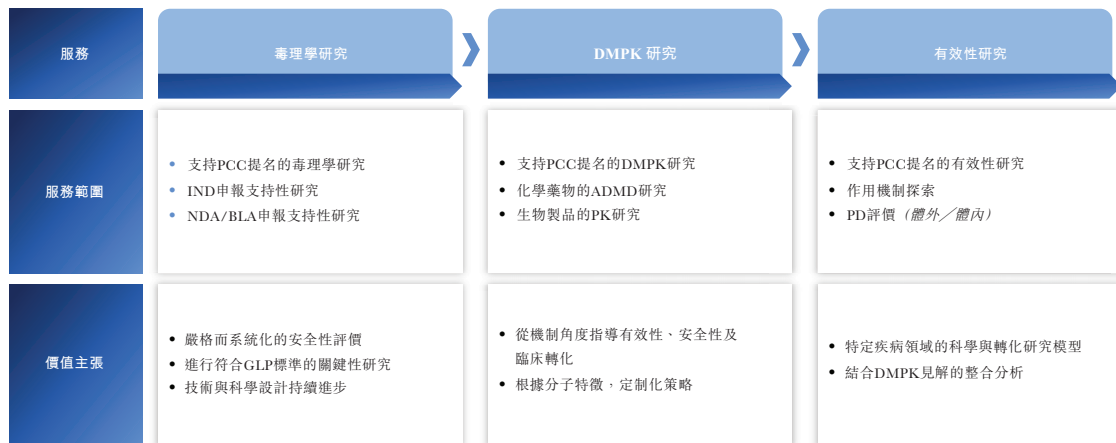 服務
毒理學研究
DMPK 研究
有效性研究
服務範圍
• 支持PCC提名的毒理學研究
• IND申報支持性研究
• NDA/BLA申報支持性研究
• 支持PCC提名的DMPK研究
• 化學藥物的ADMD研究
• 生物製品的PK研究
• 支持PCC提名的有效性研究
• 作用機制探索
• PD評價（體外／體內）
價值主張
• 嚴格而系統化的安全性評價
• 進行符合GLP標準的關鍵性研究
• 技術與科學設計持續進步
• 從機制角度指導有效性、安全性及
臨床轉化
• 根據分子特徵，定制化策略
• 特定疾病領域的科學與轉化研究模型
• 結合DMPK見解的整合分析